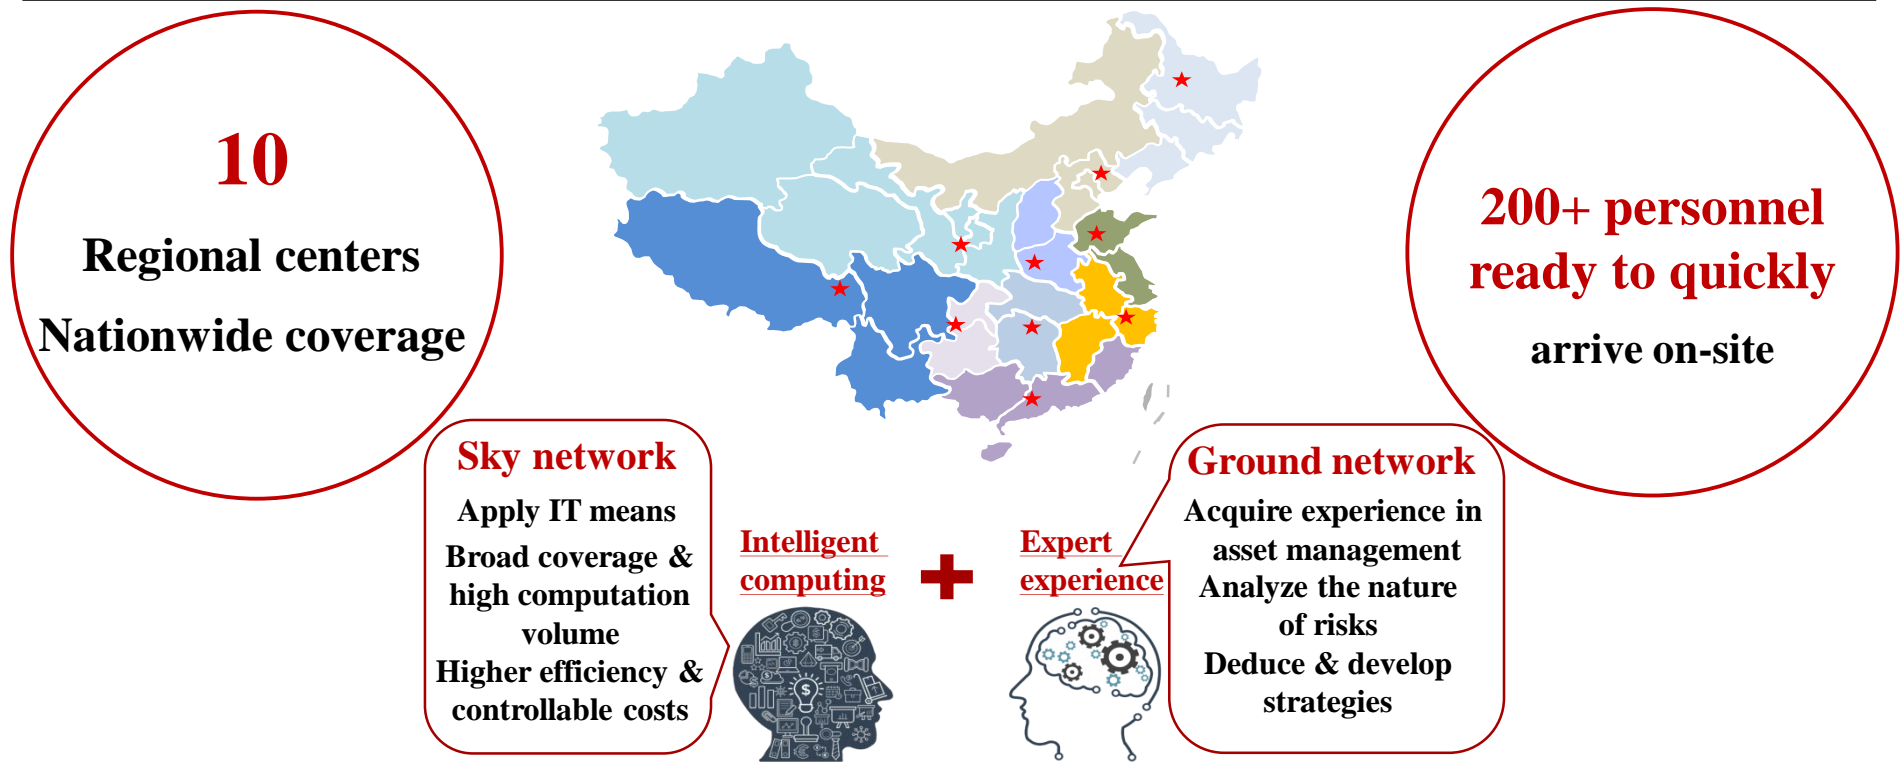 10
Regional centers
Nationwide coverage
200+ personnel
ready to quickly
arrive on-site
Sky network
Apply IT means
Broad coverage &
high computation
volume
Higher efficiency &
controllable costs
Intelligent
computing
Expert
experience
Ground network
Acquire experience in
asset management
Analyze the nature
of risks
Deduce & develop
strategies